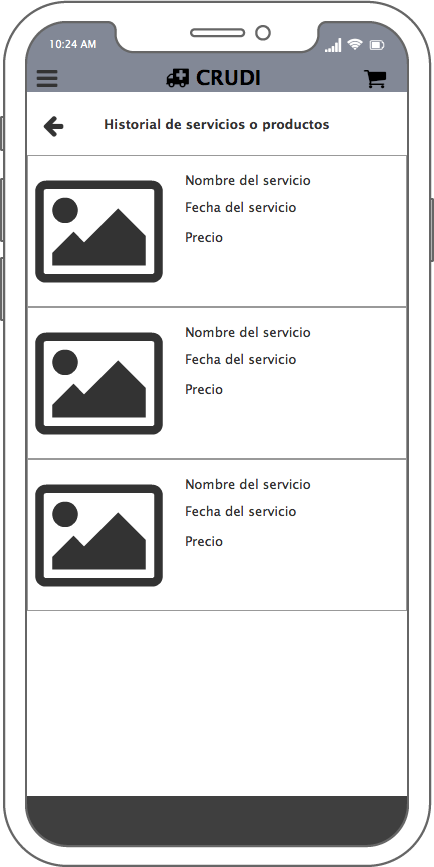 10:24 AM
CRUDI
Historial de servicios o productos
Nombre del servicio
Fecha del servicio
Precio
Nombre del servicio
Fecha del servicio
Precio
Nombre del servicio
Fecha del servicio
Precio